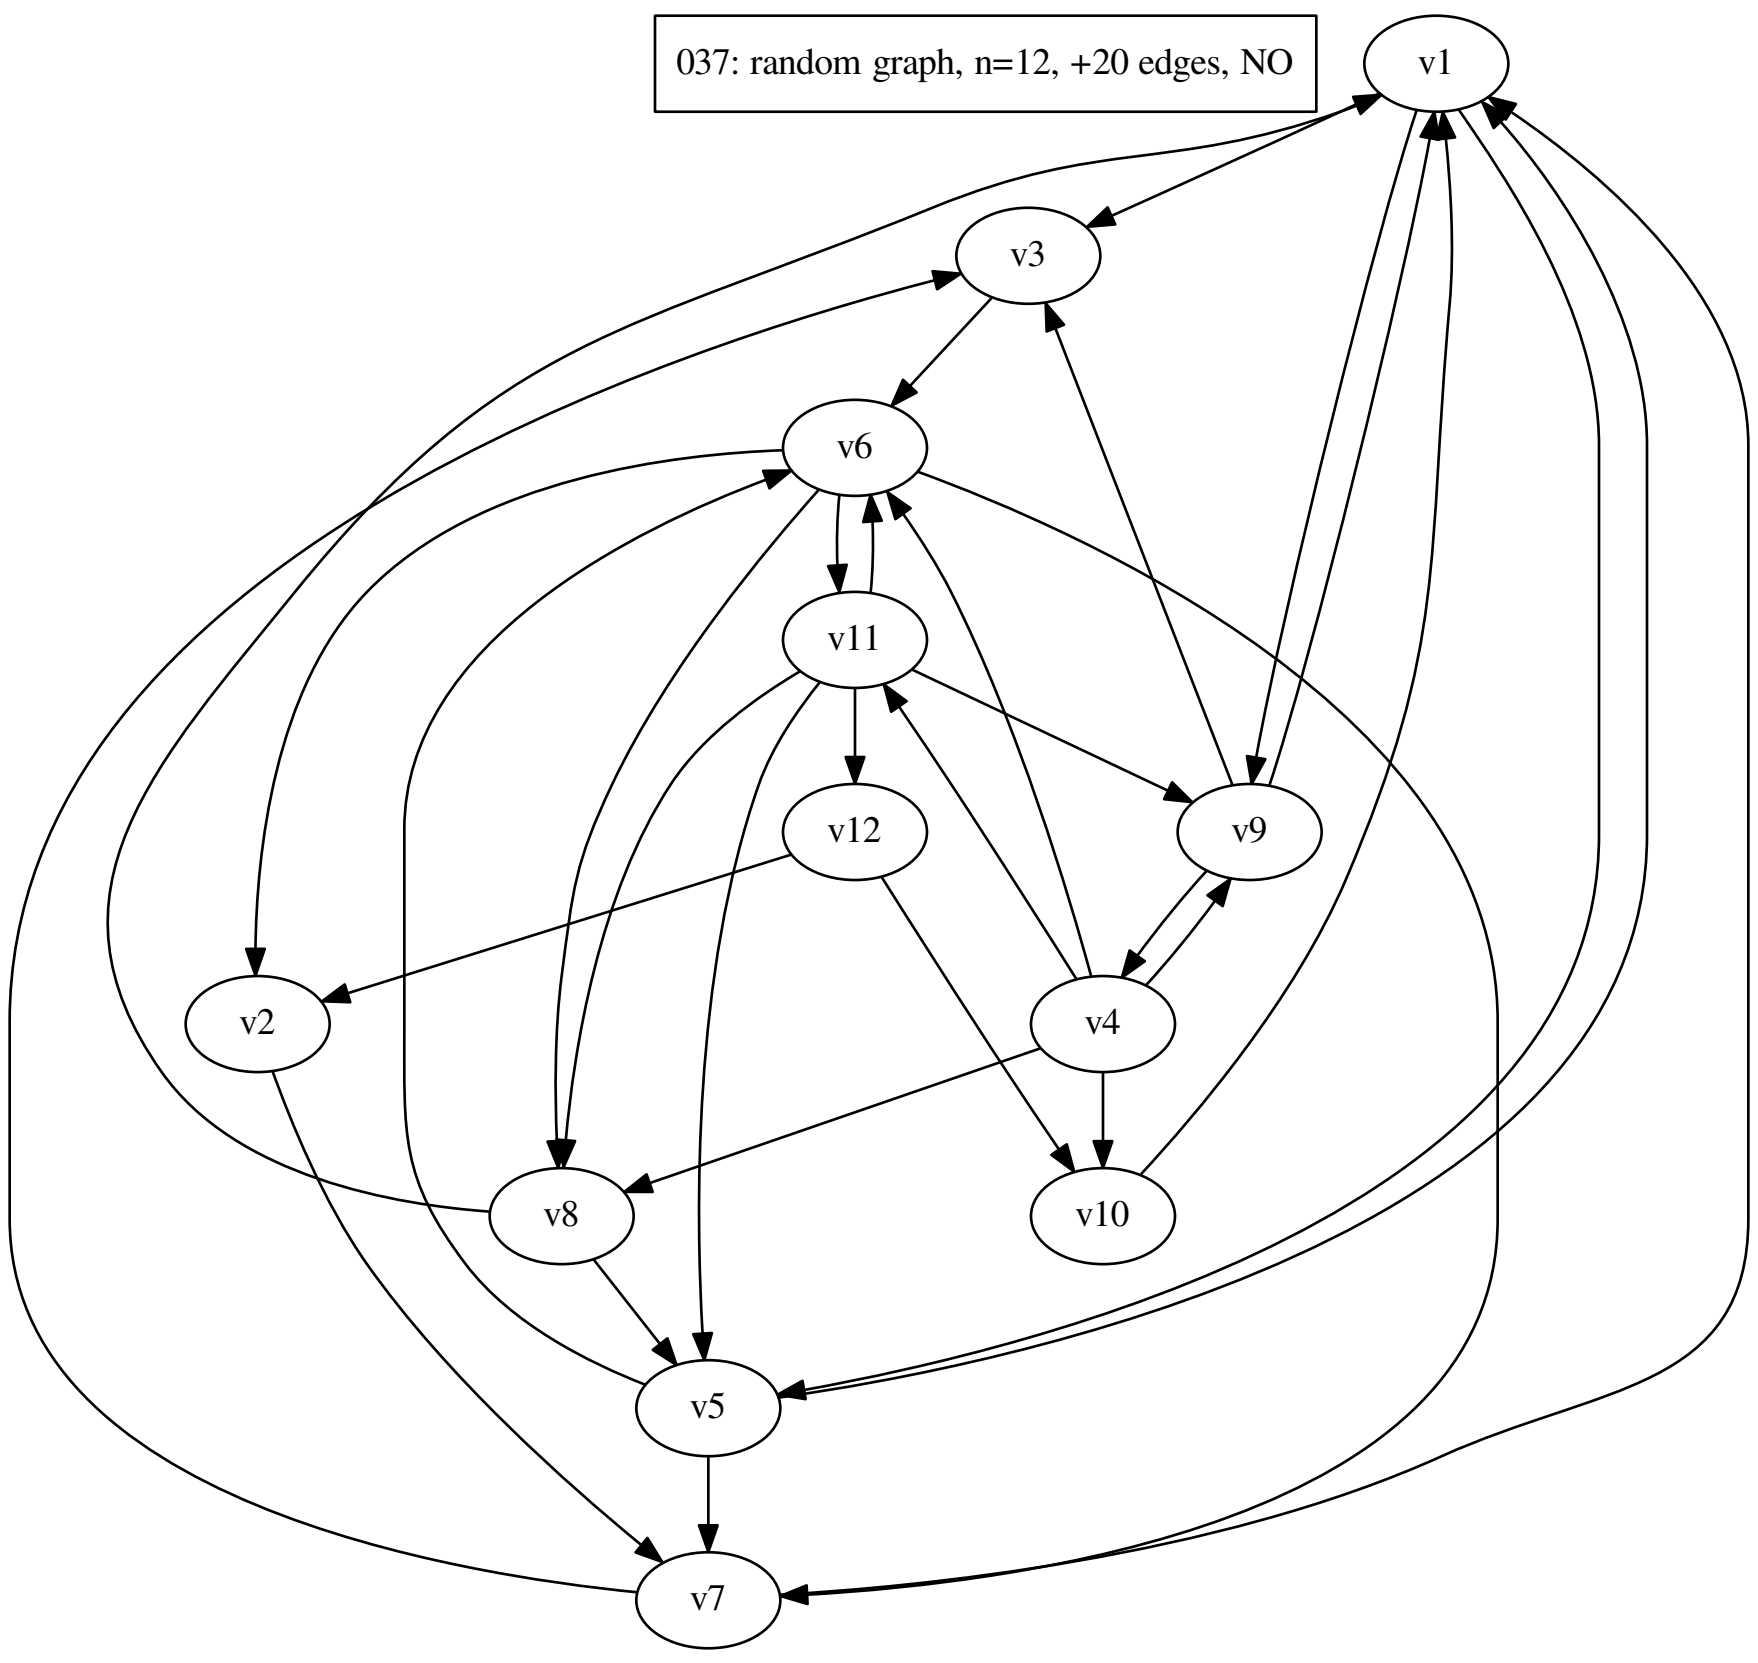 037: random graph, n=12, +20 edges, NO
v1
v3
v6
v11
v12
v9
v2
v4
v8
v10
v5
v7